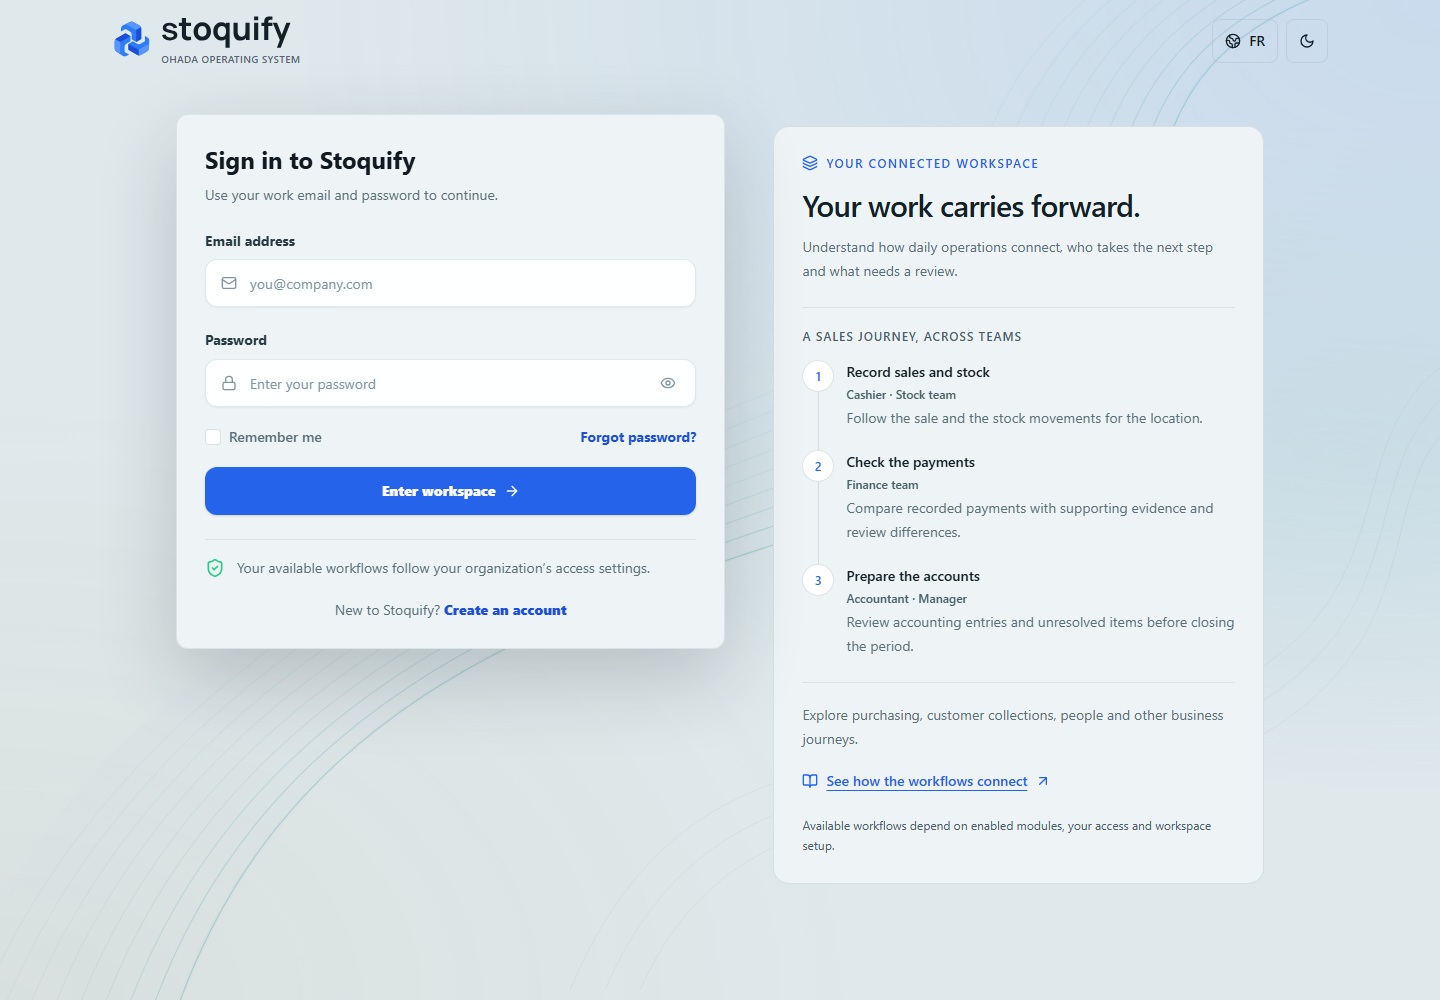 stoquify
OHADA OPERATING SYSTEM
FR
Sign in to Stoquify
Use your work email and password to continue.
Email address
you@company.com
Password
Enter your password
Remember me
Forgot password?
Enter workspace
Your available workflows follow your organization's access settings.
New to Stoquify? Create an account
YOUR CONNECTED WORKSPACE
Your work carries forward.
Understand how daily operations connect, who takes the next step
and what needs a review.
A SALES JOURNEY, ACROSS TEAMS
1
Record sales and stock
Cashier · Stock team
Follow the sale and the stock movements for the location.
2
Check the payments
Finance team
Compare recorded payments with supporting evidence and
review differences.
3
Prepare the accounts
Accountant · Manager
Review accounting entries and unresolved items before closing
the period.
Explore purchasing, customer collections, people and other business
journeys.
See how the workflows connect
Available workflows depend on enabled modules, your access and workspace
setup.